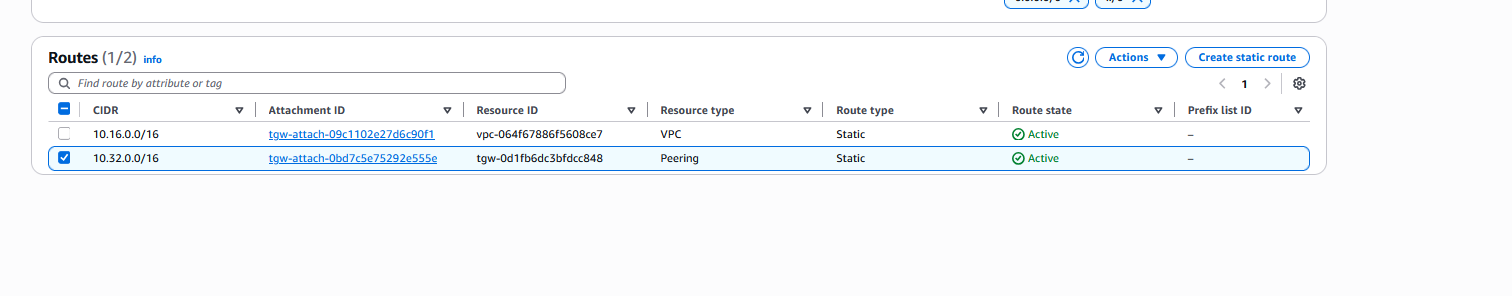 Routes (1/2) info
Actions
Create static route
Find route by attribute or tag
1
CIDR Attachment ID Resource ID Resource type Route type Route state Prefix list ID
10.16.0.0/16 tgw-attach-09c1102e27d6c90f1 vpc-064f67886f5608ce7 VPC Static Active –
10.32.0.0/16 tgw-attach-0bd7c5e75292e555e tgw-0d1fb6dc3bfdcc848 Peering Static Active –